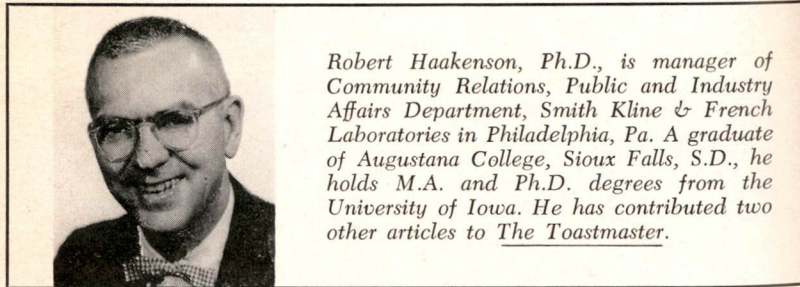 Robert Haakenson, Ph.D., is manager of
Community Relations, Public and Industry
Affairs Department, Smith Kline & French
Laboratories in Philadelphia, Pa. A graduate
of Augustana College, Sioux Falls, S.D., he
holds M.A. and Ph.D. degrees from the
University of Iowa. He has contributed two
other articles to The Toastmaster.